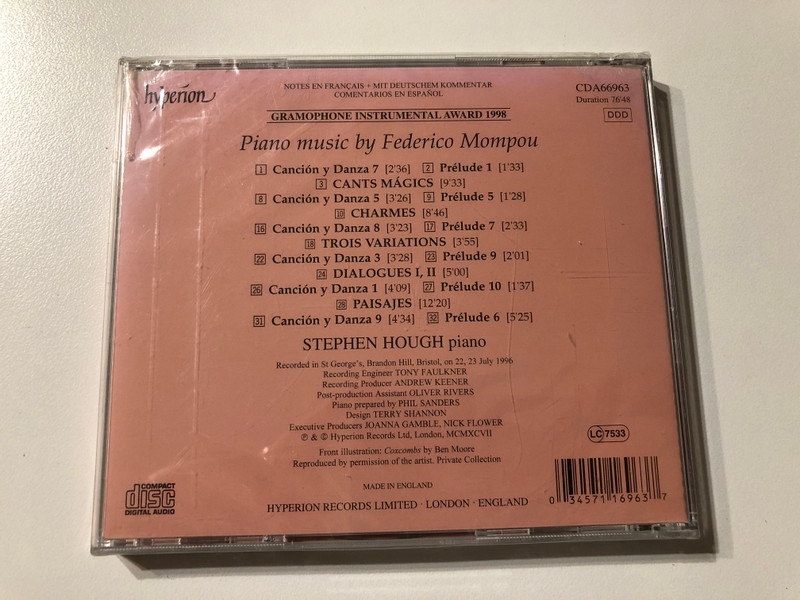 hyperion
NOTES EN FRANÇAIS + MIT DEUTSCHEM KOMMENTAR
COMENTARIOS EN ESPAÑOL
CDA66963
Duration 76'48
DDD
GRAMOPHONE INSTRUMENTAL AWARD 1998
Piano music by Federico Mompou
1 Canción y Danza 7 [2'36] 2 Prélude 1 [1'33]
3 CANTS MÁGICS [9'33]
8 Canción y Danza 5 [3'26] 9 Prélude 5 [1'28]
10 CHARMES [8'46]
16 Canción y Danza 8 [3'23] 17 Prélude 7 [2'33]
18 TROIS VARIATIONS [3'55]
22 Canción y Danza 3 [3'28] 23 Prélude 9 [2'01]
24 DIALOGUES I, II [5'00]
26 Canción y Danza 1 [4'09] 27 Prélude 10 [1'37]
28 PAISAJES [12'20]
31 Canción y Danza 9 [4'34] 32 Prélude 6 [5'25]
STEPHEN HOUGH piano
Recorded in St George's, Brandon Hill, Bristol, on 22, 23 July 1996
Recording Engineer TONY FAULKNER
Recording Producer ANDREW KEENER
Post-production Assistant OLIVER RIVERS
Piano prepared by PHIL SANDERS
Design TERRY SHANNON
Executive Producers JOANNA GAMBLE, NICK FLOWER
℗ & © Hyperion Records Ltd, London, MCMXCVII
Front illustration: Coxcombs by Ben Moore
Reproduced by permission of the artist. Private Collection
LC 7533
MADE IN ENGLAND
COMPACT
disc
DIGITAL AUDIO
HYPERION RECORDS LIMITED · LONDON · ENGLAND
0 34571 16963 7